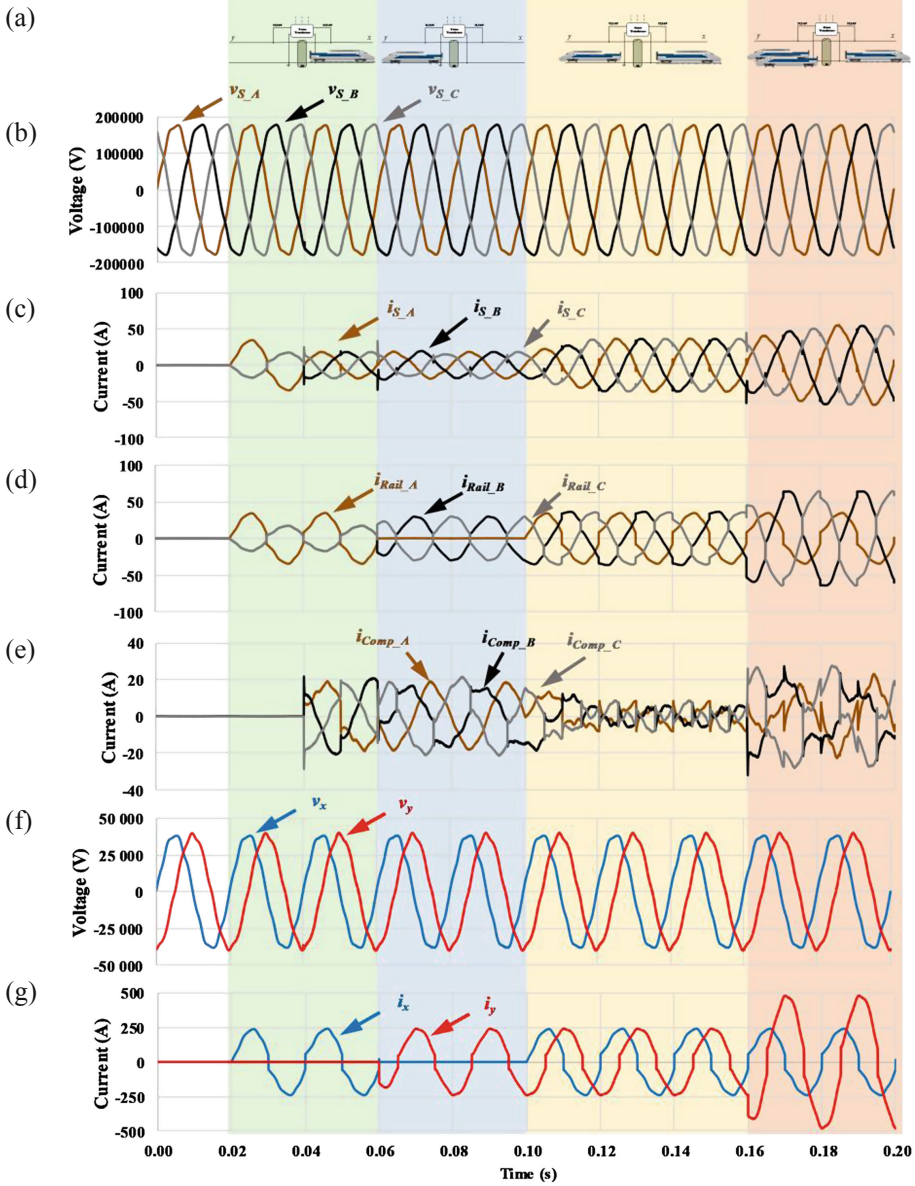 (a)
y x
y x
y x
y x
(b)
v_S_A v_S_B v_S_C
Voltage (V)
200000
100000
0
-100000
-200000
(c)
i_S_A i_S_B i_S_C
Current (A)
100
50
0
-50
-100
(d)
i_Rail_A i_Rail_B i_Rail_C
Current (A)
100
50
0
-50
-100
(e)
i_Comp_A i_Comp_B i_Comp_C
Current (A)
40
20
0
-20
-40
(f)
v_x v_y
Voltage (V)
50 000
25 000
0
-25 000
50 000
(g)
i_x i_y
Current (A)
500
250
0
-250
-500
0.00 0.02 0.04 0.06 0.08 0.10 0.12 0.14 0.16 0.18 0.20
Time (s)